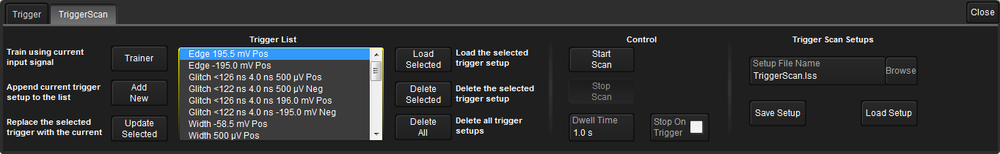 Trigger
TriggerScan
Close
Trigger List
Control
Trigger Scan Setups
Train using current
input signal
Trainer
Append current trigger
setup to the list
Add
New
Replace the selected
trigger with the current
Update
Selected
Edge 195.5 mV Pos
Edge -195.0 mV Pos
Glitch <126 ns 4.0 ns 500 µV Pos
Glitch <122 ns 4.0 ns 500 µV Neg
Glitch <126 ns 4.0 ns 196.0 mV Pos
Glitch <122 ns 4.0 ns -195.0 mV Neg
Width -58.5 mV Pos
Width 500 µV Pos
Load
Selected
Load the selected
trigger setup
Delete
Selected
Delete the selected
trigger setup
Delete
All
Delete all trigger
setups
Start
Scan
Stop
Scan
Dwell Time
1.0 s
Stop On
Trigger
Setup File Name
TriggerScan.lss
Browse
Save Setup
Load Setup